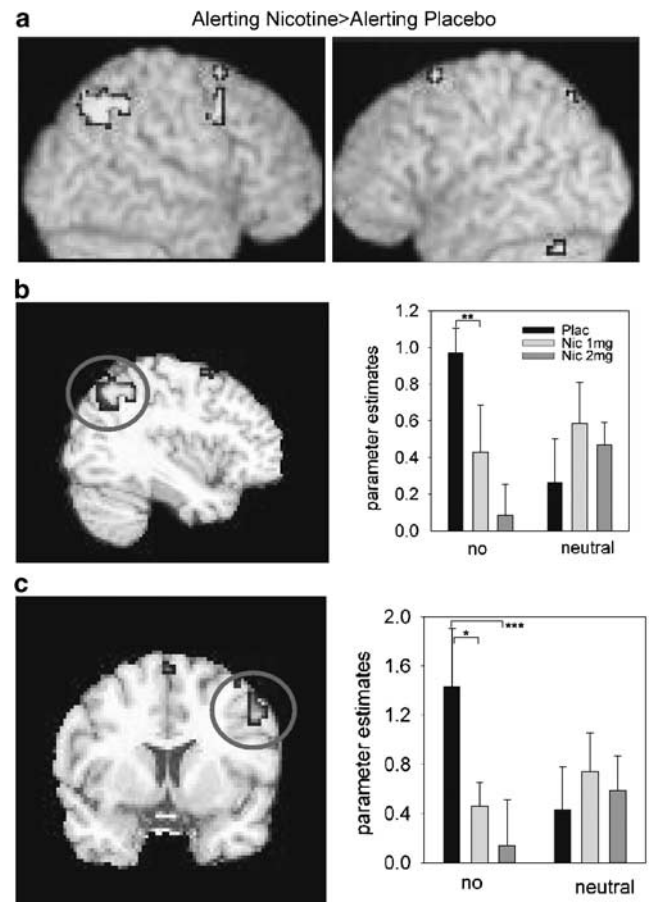 a
Alerting Nicotine>Alerting Placebo
b
1.2
1.0
0.8
0.6
0.4
0.2
0.0
parameter estimates
**
Plac
Nic 1mg
Nic 2mg
no
neutral
c
2.0
1.6
1.2
0.8
0.4
0.0
parameter estimates
***
*
no
neutral